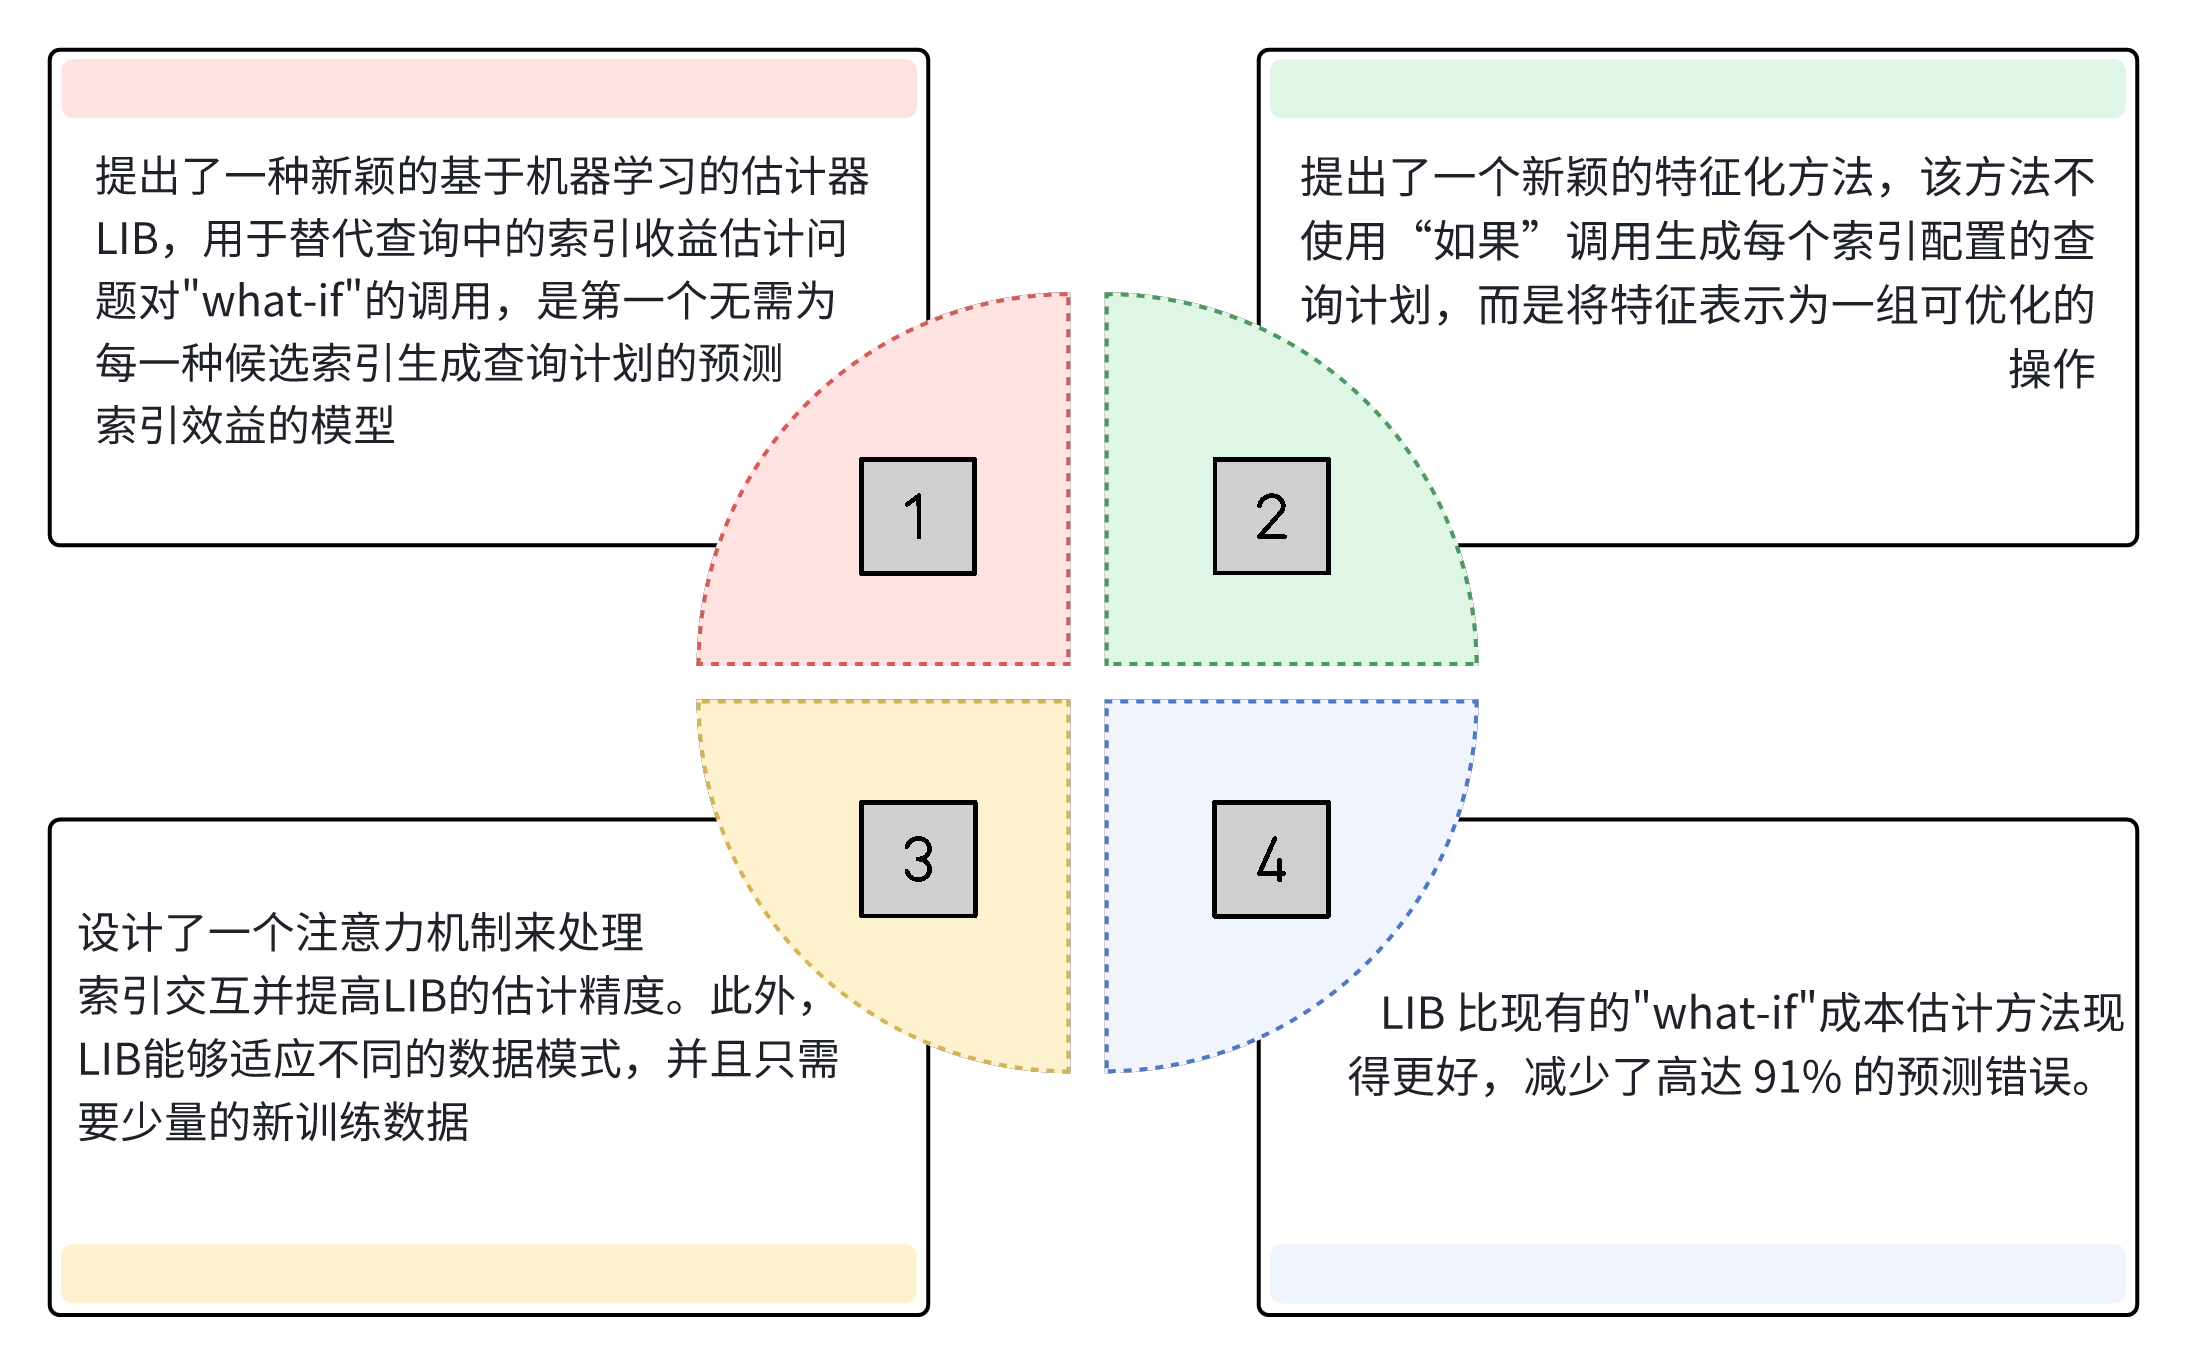 提出了一种新颖的基于机器学习的估计器
LIB，用于替代查询中的索引收益估计问
题对"what-if"的调用，是第一个无需为
每一种候选索引生成查询计划的预测
索引效益的模型
提出了一个新颖的特征化方法，该方法不
使用“如果”调用生成每个索引配置的查
询计划，而是将特征表示为一组可优化的
操作
1
2
3
4
设计了一个注意力机制来处理
索引交互并提高LIB的估计精度。此外，
LIB能够适应不同的数据模式，并且只需
要少量的新训练数据
LIB 比现有的"what-if"成本估计方法现
得更好，减少了高达 91% 的预测错误。